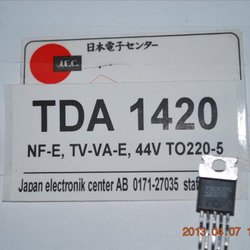 日本電子センター
J.E.C.
TDA 1420
NF-E, TV-VA-E, 44V TO220-5
Japan electronik center AB 0171-27035 stat
2013.04.07